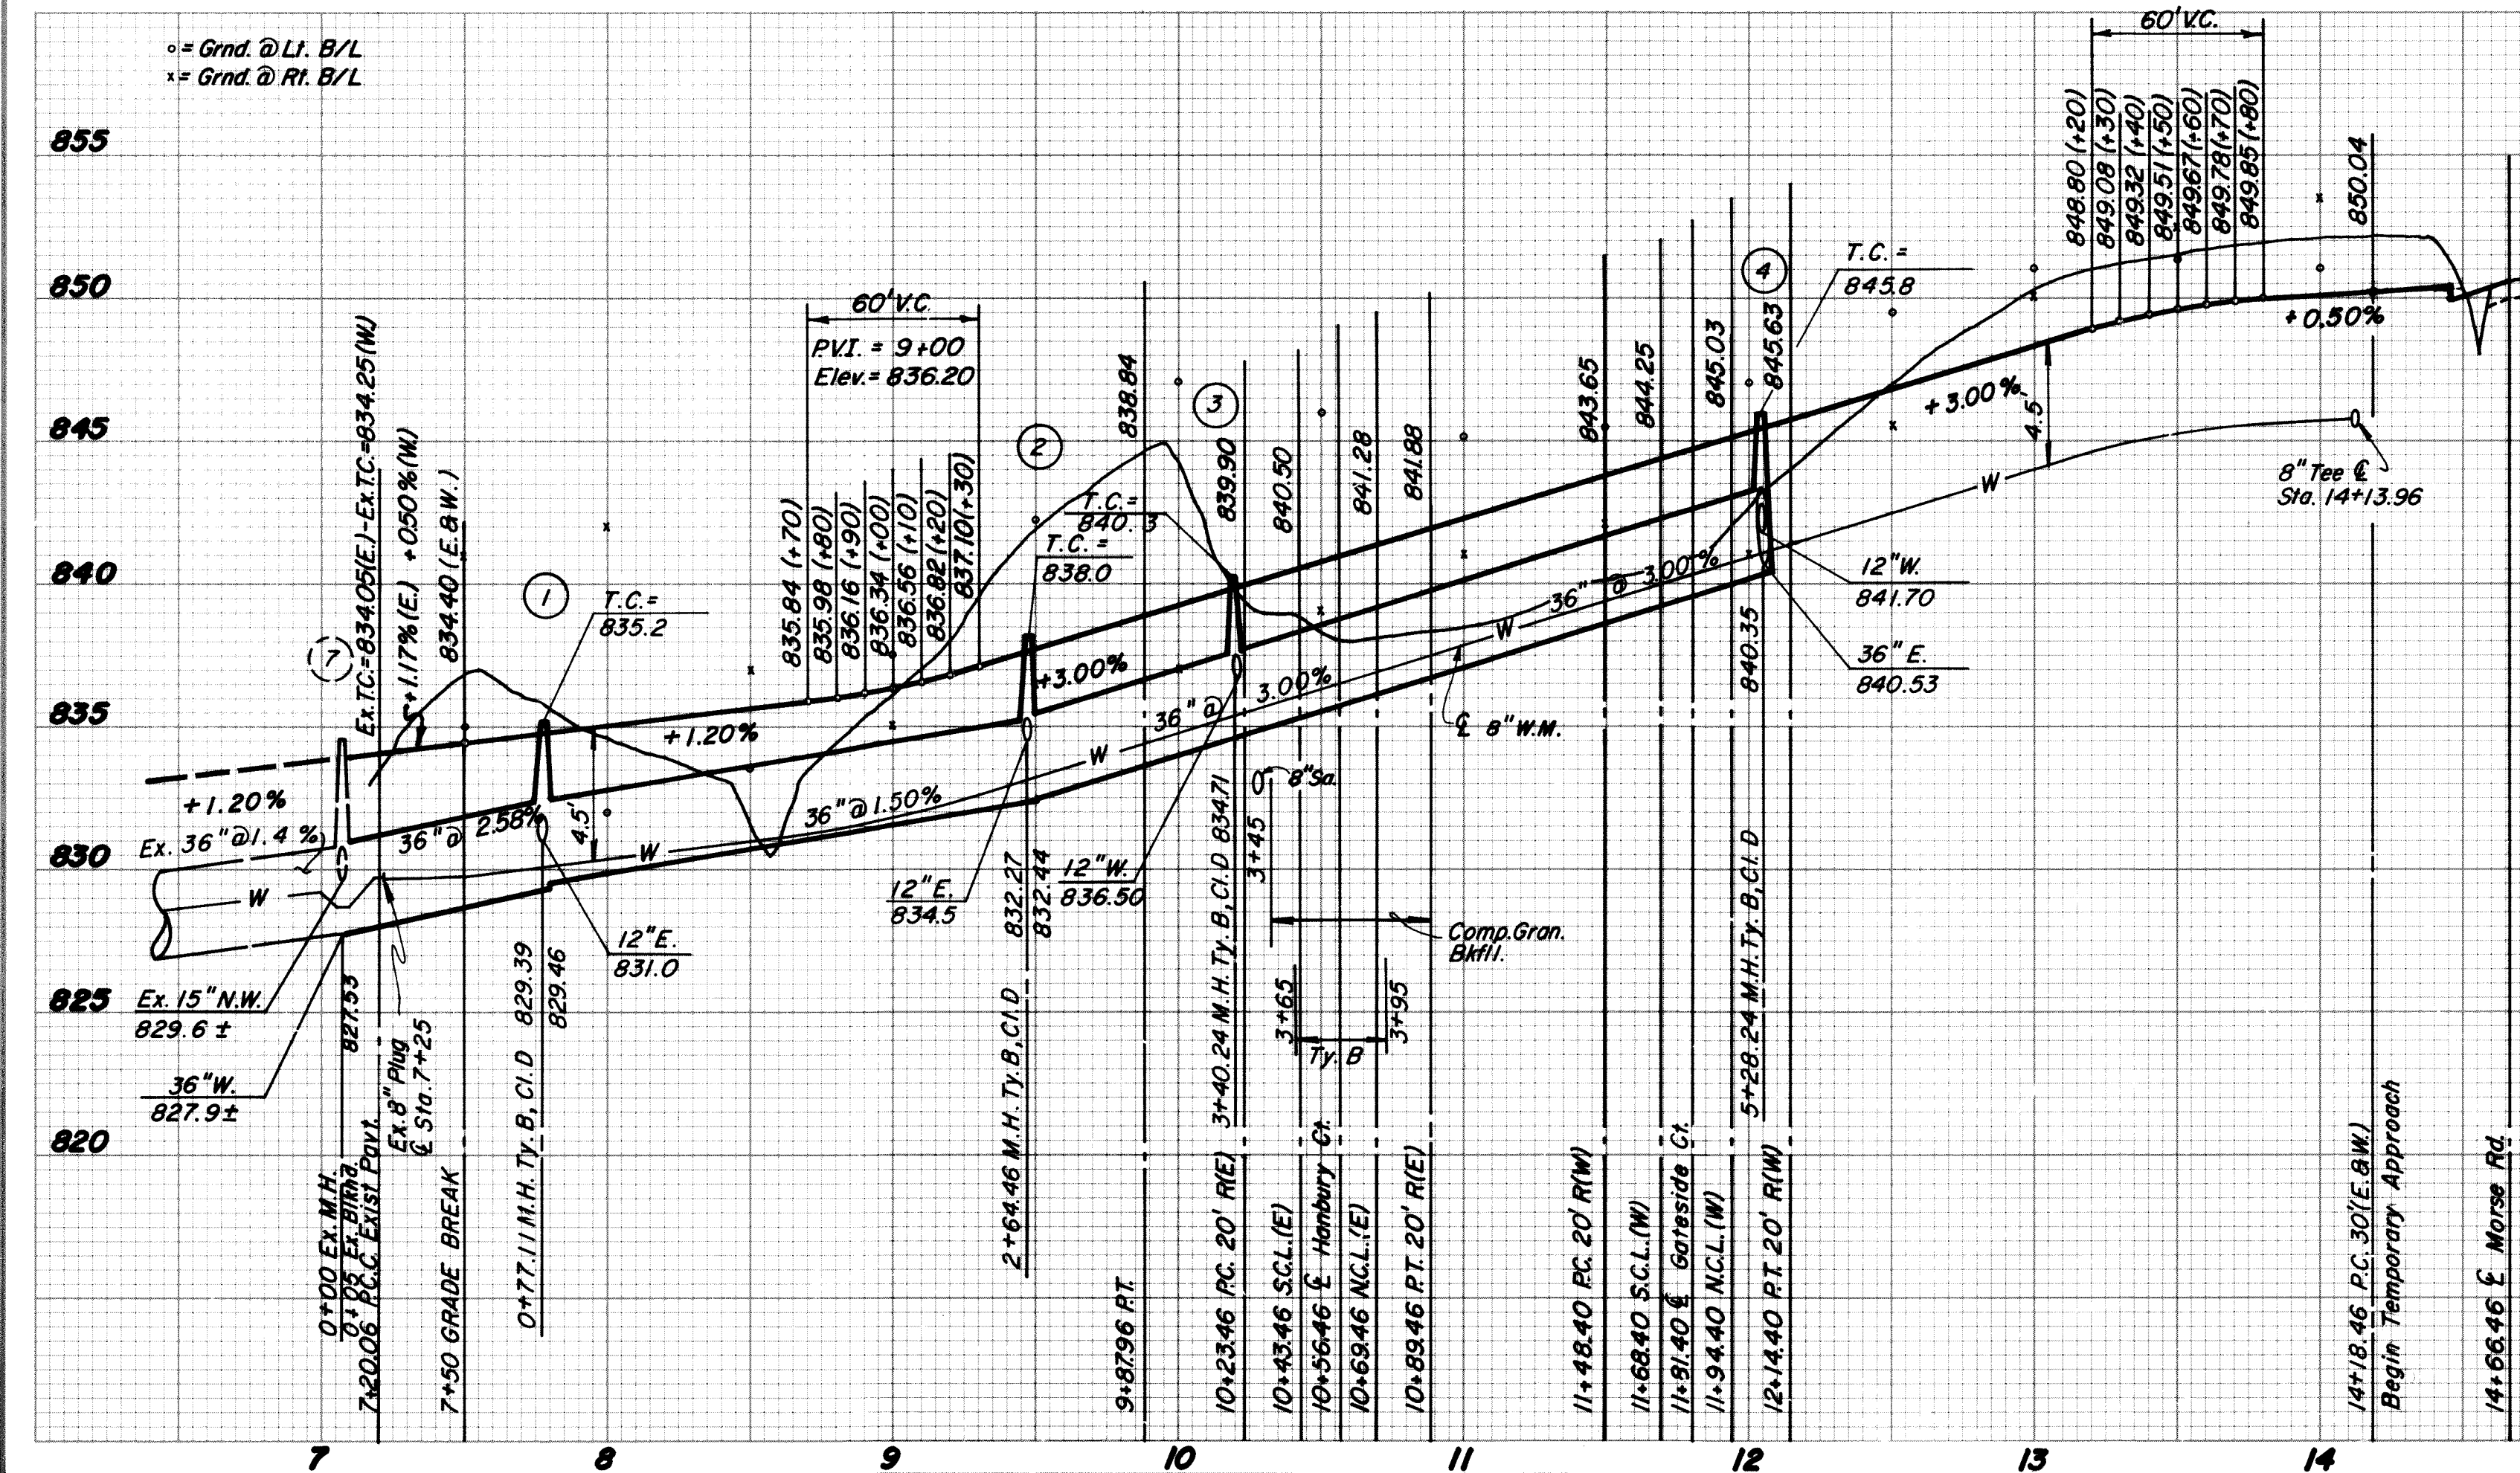 o = Grnd. @ Lt. B/L
x = Grnd. @ Rt. B/L
855
850
845
840
835
830
825
820
60' V.C.
848.80 (+20)
849.08 (+30)
849.32 (+40)
849.51 (+50)
849.67 (+60)
849.78 (+70)
849.85 (+80)
850.04
+0.50%
60' V.C.
P.V.I. = 9+00
Elev. = 836.20
835.84 (+70)
835.98 (+80)
836.16 (+90)
836.34 (+00)
836.56 (+10)
836.82 (+20)
837.10 (+30)
Ex. T.C.=834.05(E.)-Ex.T.C.=834.25(W.)
+1.17% (E.) +0.50% (W.)
834.40 (E.&W.)
7
1
T.C. =
835.2
2
T.C. =
838.0
3
T.C. =
840.3
4
T.C. =
845.8
838.84
839.90
840.50
841.28
841.88
843.65
844.25
845.03
845.63
+3.00%
4.5'
W
8" Tee ℄
Sta. 14+13.96
12" W.
841.70
36" E.
840.53
840.35
36" @ 3.00%
W
36" @ 3.00%
℄ 8" W.M.
+3.00%
W
+1.20%
4.5'
W
36" @ 1.50%
36" @ 2.58%
+1.20%
Ex. 36" @ 1.4 %
W
8" Sa.
3+45
Comp. Gran.
Bkfll.
3+65
3+95
Ty. B
12" E.
834.5
832.27
832.44
12" W.
836.50
12" E.
831.0
829.39
829.46
Ex. 15" N.W.
829.6 ±
36" W.
827.9 ±
827.53
Ex. 8" Plug
℄ Sta. 7+25
0+00 Ex. M.H.
0+05 Ex. Blkhd.
7+20.06 P.C.C. Exist Pavt.
7+50 GRADE BREAK
0+77.11 M.H. Ty. B, Cl. D
2+64.46 M.H. Ty. B, Cl. D
9+87.96 P.T.
3+40.24 M.H. Ty. B, Cl. D 834.71
10+23.46 P.C. 20' R(E)
10+43.46 S.C.L.(E)
10+56.46 ℄ Hanbury Ct.
10+69.46 N.C.L.(E)
10+89.46 P.T. 20' R(E)
11+48.40 P.C. 20' R(W)
11+68.40 S.C.L.(W)
11+81.40 ℄ Gateside Ct.
11+94.40 N.C.L.(W)
5+28.24 M.H. Ty. B, Cl. D
12+14.40 P.T. 20' R(W)
14+18.46 P.C. 30'(E.&W.)
Begin Temporary Approach
14+66.46 ℄ Morse Rd.
7 8 9 10 11 12 13 14